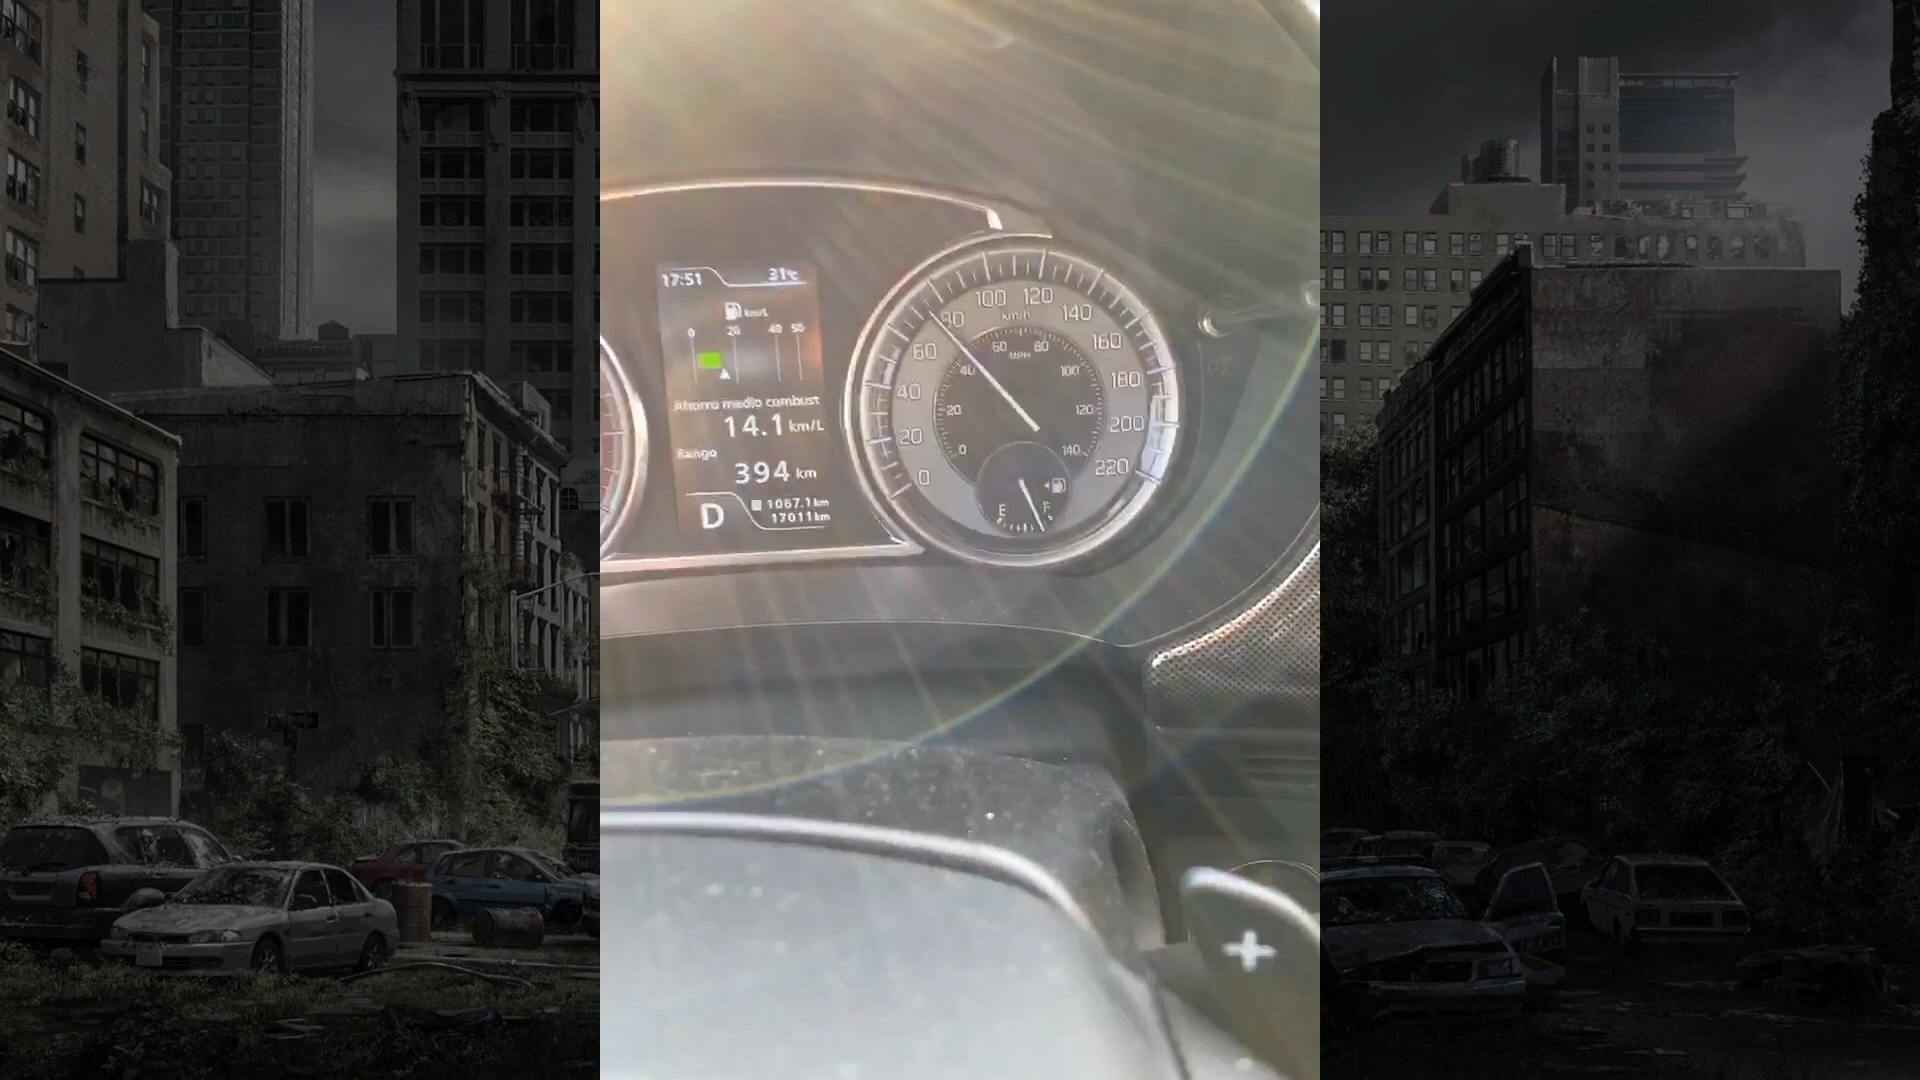 17:51 31°C
km/L
0 20 40 50
Ahorro medio combust
14.1 km/L
Rango
394 km
D 1067.1 km
17011 km
0 20 40 60 80 100 120 140 160 180 200 220
km/h
0 20 40 60 80 100 120 140
MPH
E F
+